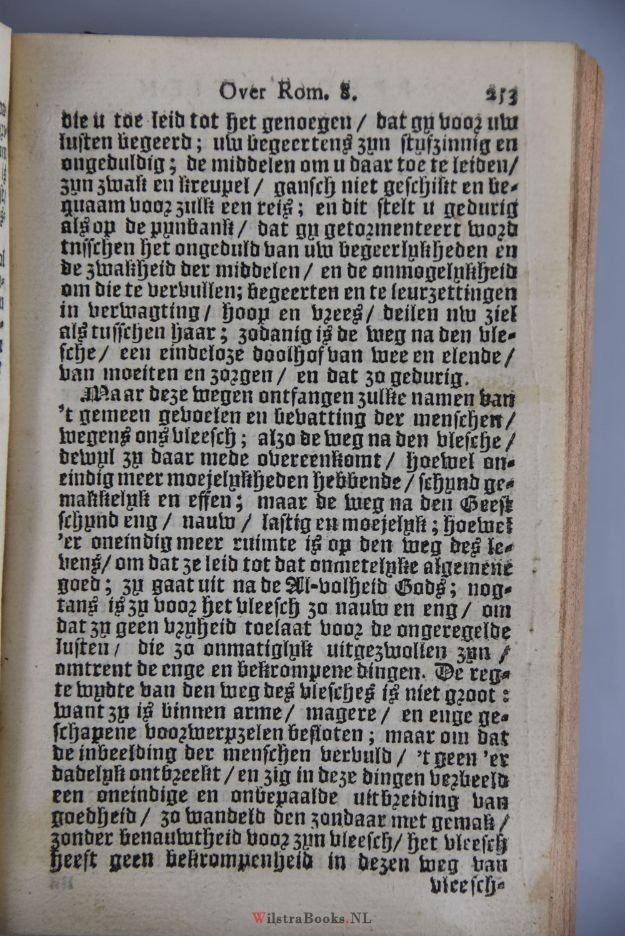 Over Rom. 8. 253
die u toe leid tot het genoegen / dat gy voor uw
lusten begeerd ; uw begeertens zyn styfzinnig en
ongeduldig ; de middelen om u daar toe te leiden /
zyn zwak en kreupel / gansch niet geschikt en be-
quaam voor zulk een reis ; en dit stelt u gedurig
als op de pynbank / dat gy getormenteert word
tusschen het ongeduld van uw begeerlykheden en
de zwakheid der middelen / en de onmogelykheid
om die te vervullen; begeerten en te leurzettingen
in verwagting / hoop en vrees / deilen uw ziel
als tusschen haar ; zodanig is de weg na den vle-
sche / een eindeloze doolhof van wee en elende /
van moeiten en zorgen / en dat zo gedurig.
Maar deze wegen ontfangen zulke namen van
't gemeen gevoelen en bevatting der menschen /
wegens ons vleesch ; alzo de weg na den vlesche /
dewyl zy daar mede overeenkomt / hoewel on-
eindig meer moejelykheden hebbende / schynd ge-
makkelyk en effen ; maar de weg na den Geest
schynd eng / nauw / lastig en moejelyk ; hoewel
'er oneindig meer ruimte is op den weg des le-
vens / om dat ze leid tot dat onmetelyke algemene
goed ; zy gaat uit na de Al-volheid Gods ; nog-
tans is zy voor het vleesch zo nauw en eng / om
dat zy geen vryheid toelaat voor de ongeregelde
lusten / die zo onmatiglyk uitgezwollen zyn /
omtrent de enge en bekrompene dingen. De reg-
te wydte van den weg des vlesches is niet groot :
want zy is binnen arme / magere / en enge ge-
schapene voorwerpzelen besloten ; maar om dat
de inbeelding der menschen vervuld / 't geen 'er
dadelyk ontbreekt / en zig in deze dingen verbeeld
een oneindige en onbepaalde uitbreiding van
goedheid / zo wandeld den zondaar met gemak /
zonder benauwtheid voor zyn vleesch / het vleesch
heeft geen bekrompenheid in dezen weg van
vleesch-
WilstraBooks.NL